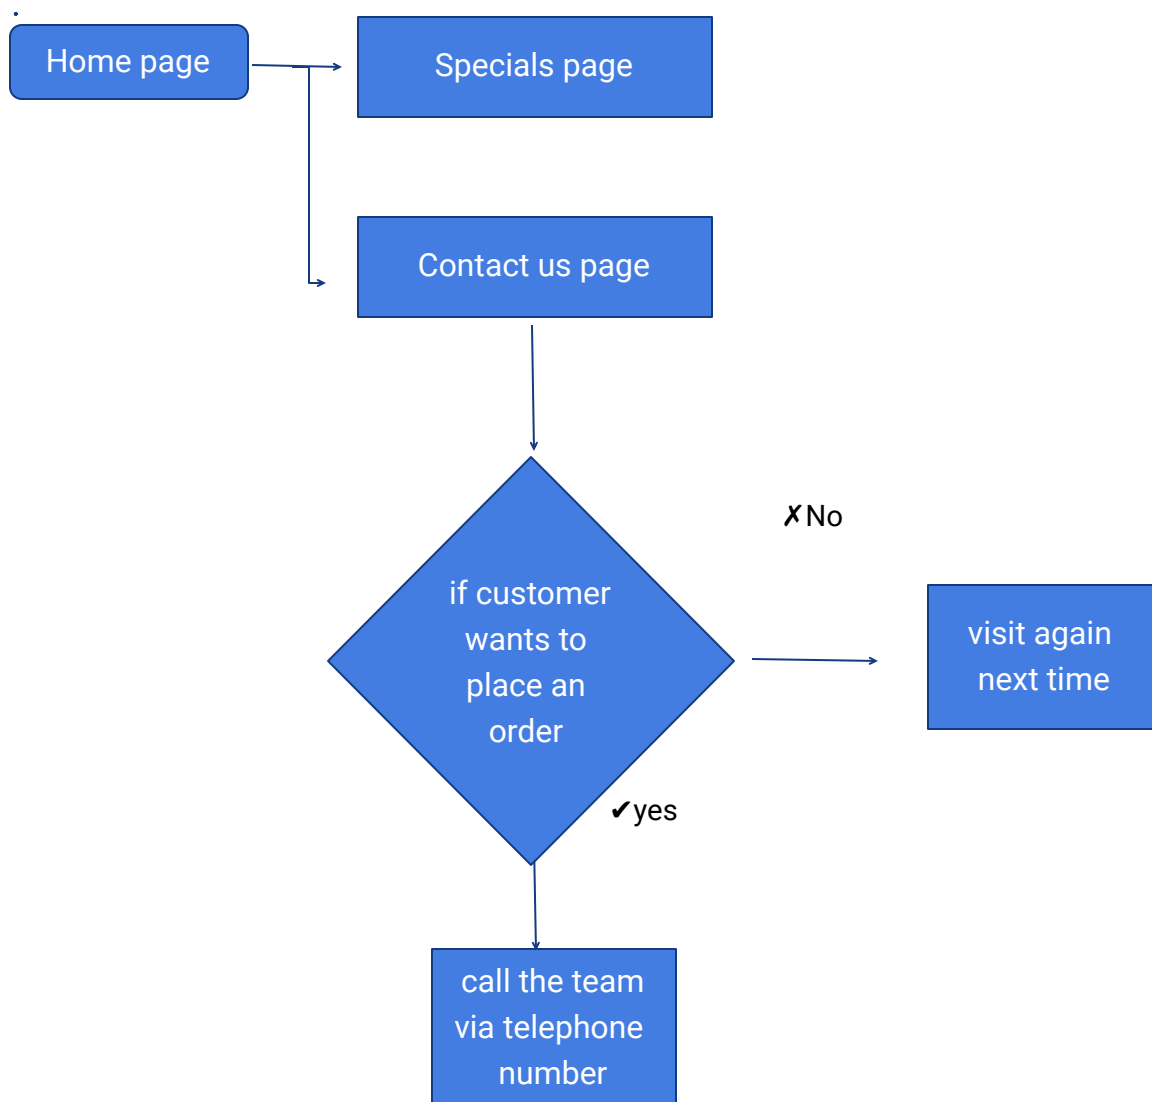 Home page
Specials page
Contact us page
✗No
if customer
wants to
place an
order
visit again
next time
✔yes
call the team
via telephone
number